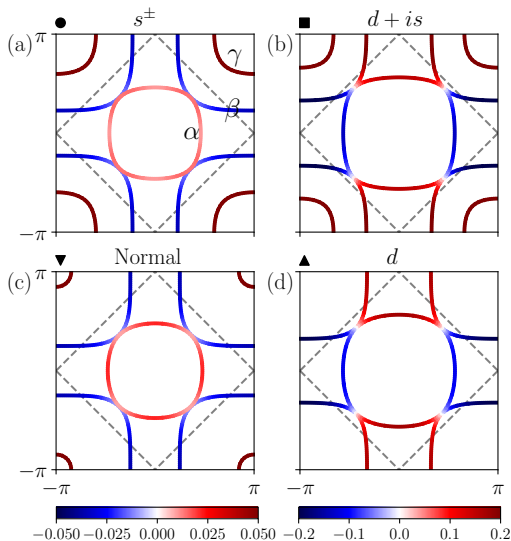 ● s± ■ d + is
(a) π (b)
γ
β
α
−π
▼ Normal ▲ d
(c) π (d)
−π
−π π −π π
−0.050 −0.025 0.000 0.025 0.050 −0.2 −0.1 0.0 0.1 0.2